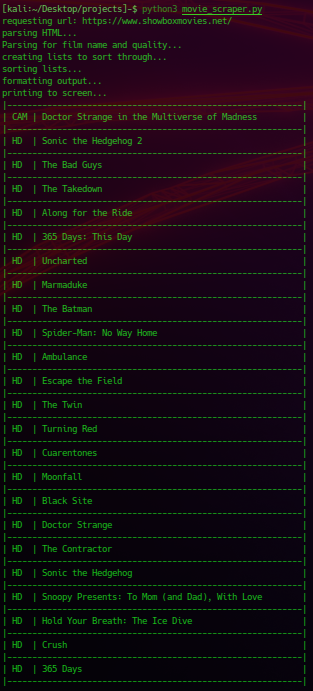 [kali:~/Desktop/projects]-$ python3 movie_scraper.py
requesting url: https://www.showboxmovies.net/
parsing HTML...
Parsing for film name and quality...
creating lists to sort through...
sorting lists...
formatting output...
printing to screen...
|-----------------------------------------------------------|
| CAM | Doctor Strange in the Multiverse of Madness         |
|-----------------------------------------------------------|
| HD  | Sonic the Hedgehog 2                                |
|-----------------------------------------------------------|
| HD  | The Bad Guys                                        |
|-----------------------------------------------------------|
| HD  | The Takedown                                        |
|-----------------------------------------------------------|
| HD  | Along for the Ride                                  |
|-----------------------------------------------------------|
| HD  | 365 Days: This Day                                  |
|-----------------------------------------------------------|
| HD  | Uncharted                                           |
|-----------------------------------------------------------|
| HD  | Marmaduke                                           |
|-----------------------------------------------------------|
| HD  | The Batman                                          |
|-----------------------------------------------------------|
| HD  | Spider-Man: No Way Home                             |
|-----------------------------------------------------------|
| HD  | Ambulance                                           |
|-----------------------------------------------------------|
| HD  | Escape the Field                                    |
|-----------------------------------------------------------|
| HD  | The Twin                                            |
|-----------------------------------------------------------|
| HD  | Turning Red                                         |
|-----------------------------------------------------------|
| HD  | Cuarentones                                         |
|-----------------------------------------------------------|
| HD  | Moonfall                                            |
|-----------------------------------------------------------|
| HD  | Black Site                                          |
|-----------------------------------------------------------|
| HD  | Doctor Strange                                      |
|-----------------------------------------------------------|
| HD  | The Contractor                                      |
|-----------------------------------------------------------|
| HD  | Sonic the Hedgehog                                  |
|-----------------------------------------------------------|
| HD  | Snoopy Presents: To Mom (and Dad), With Love        |
|-----------------------------------------------------------|
| HD  | Hold Your Breath: The Ice Dive                      |
|-----------------------------------------------------------|
| HD  | Crush                                               |
|-----------------------------------------------------------|
| HD  | 365 Days                                            |
|-----------------------------------------------------------|